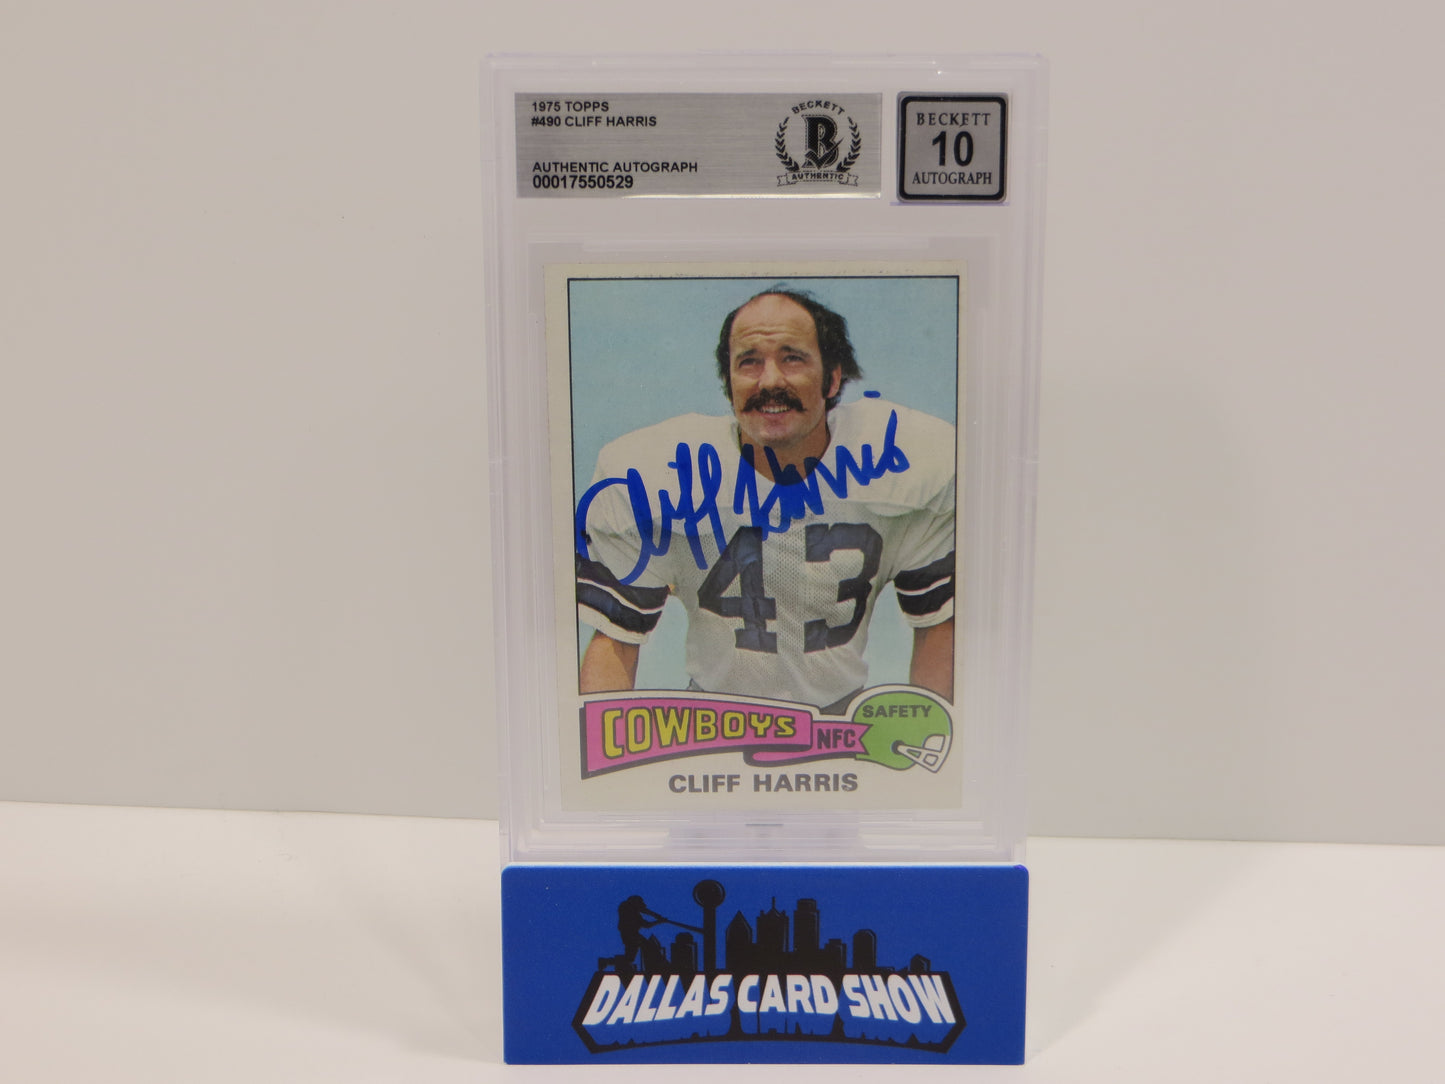 1975 TOPPS
#490 CLIFF HARRIS
AUTHENTIC AUTOGRAPH
00017550529
BECKETT
B
AUTHENTIC
BECKETT
10
AUTOGRAPH
Cliff Harris
43
COWBOYS NFC SAFETY
CLIFF HARRIS
DALLAS CARD SHOW